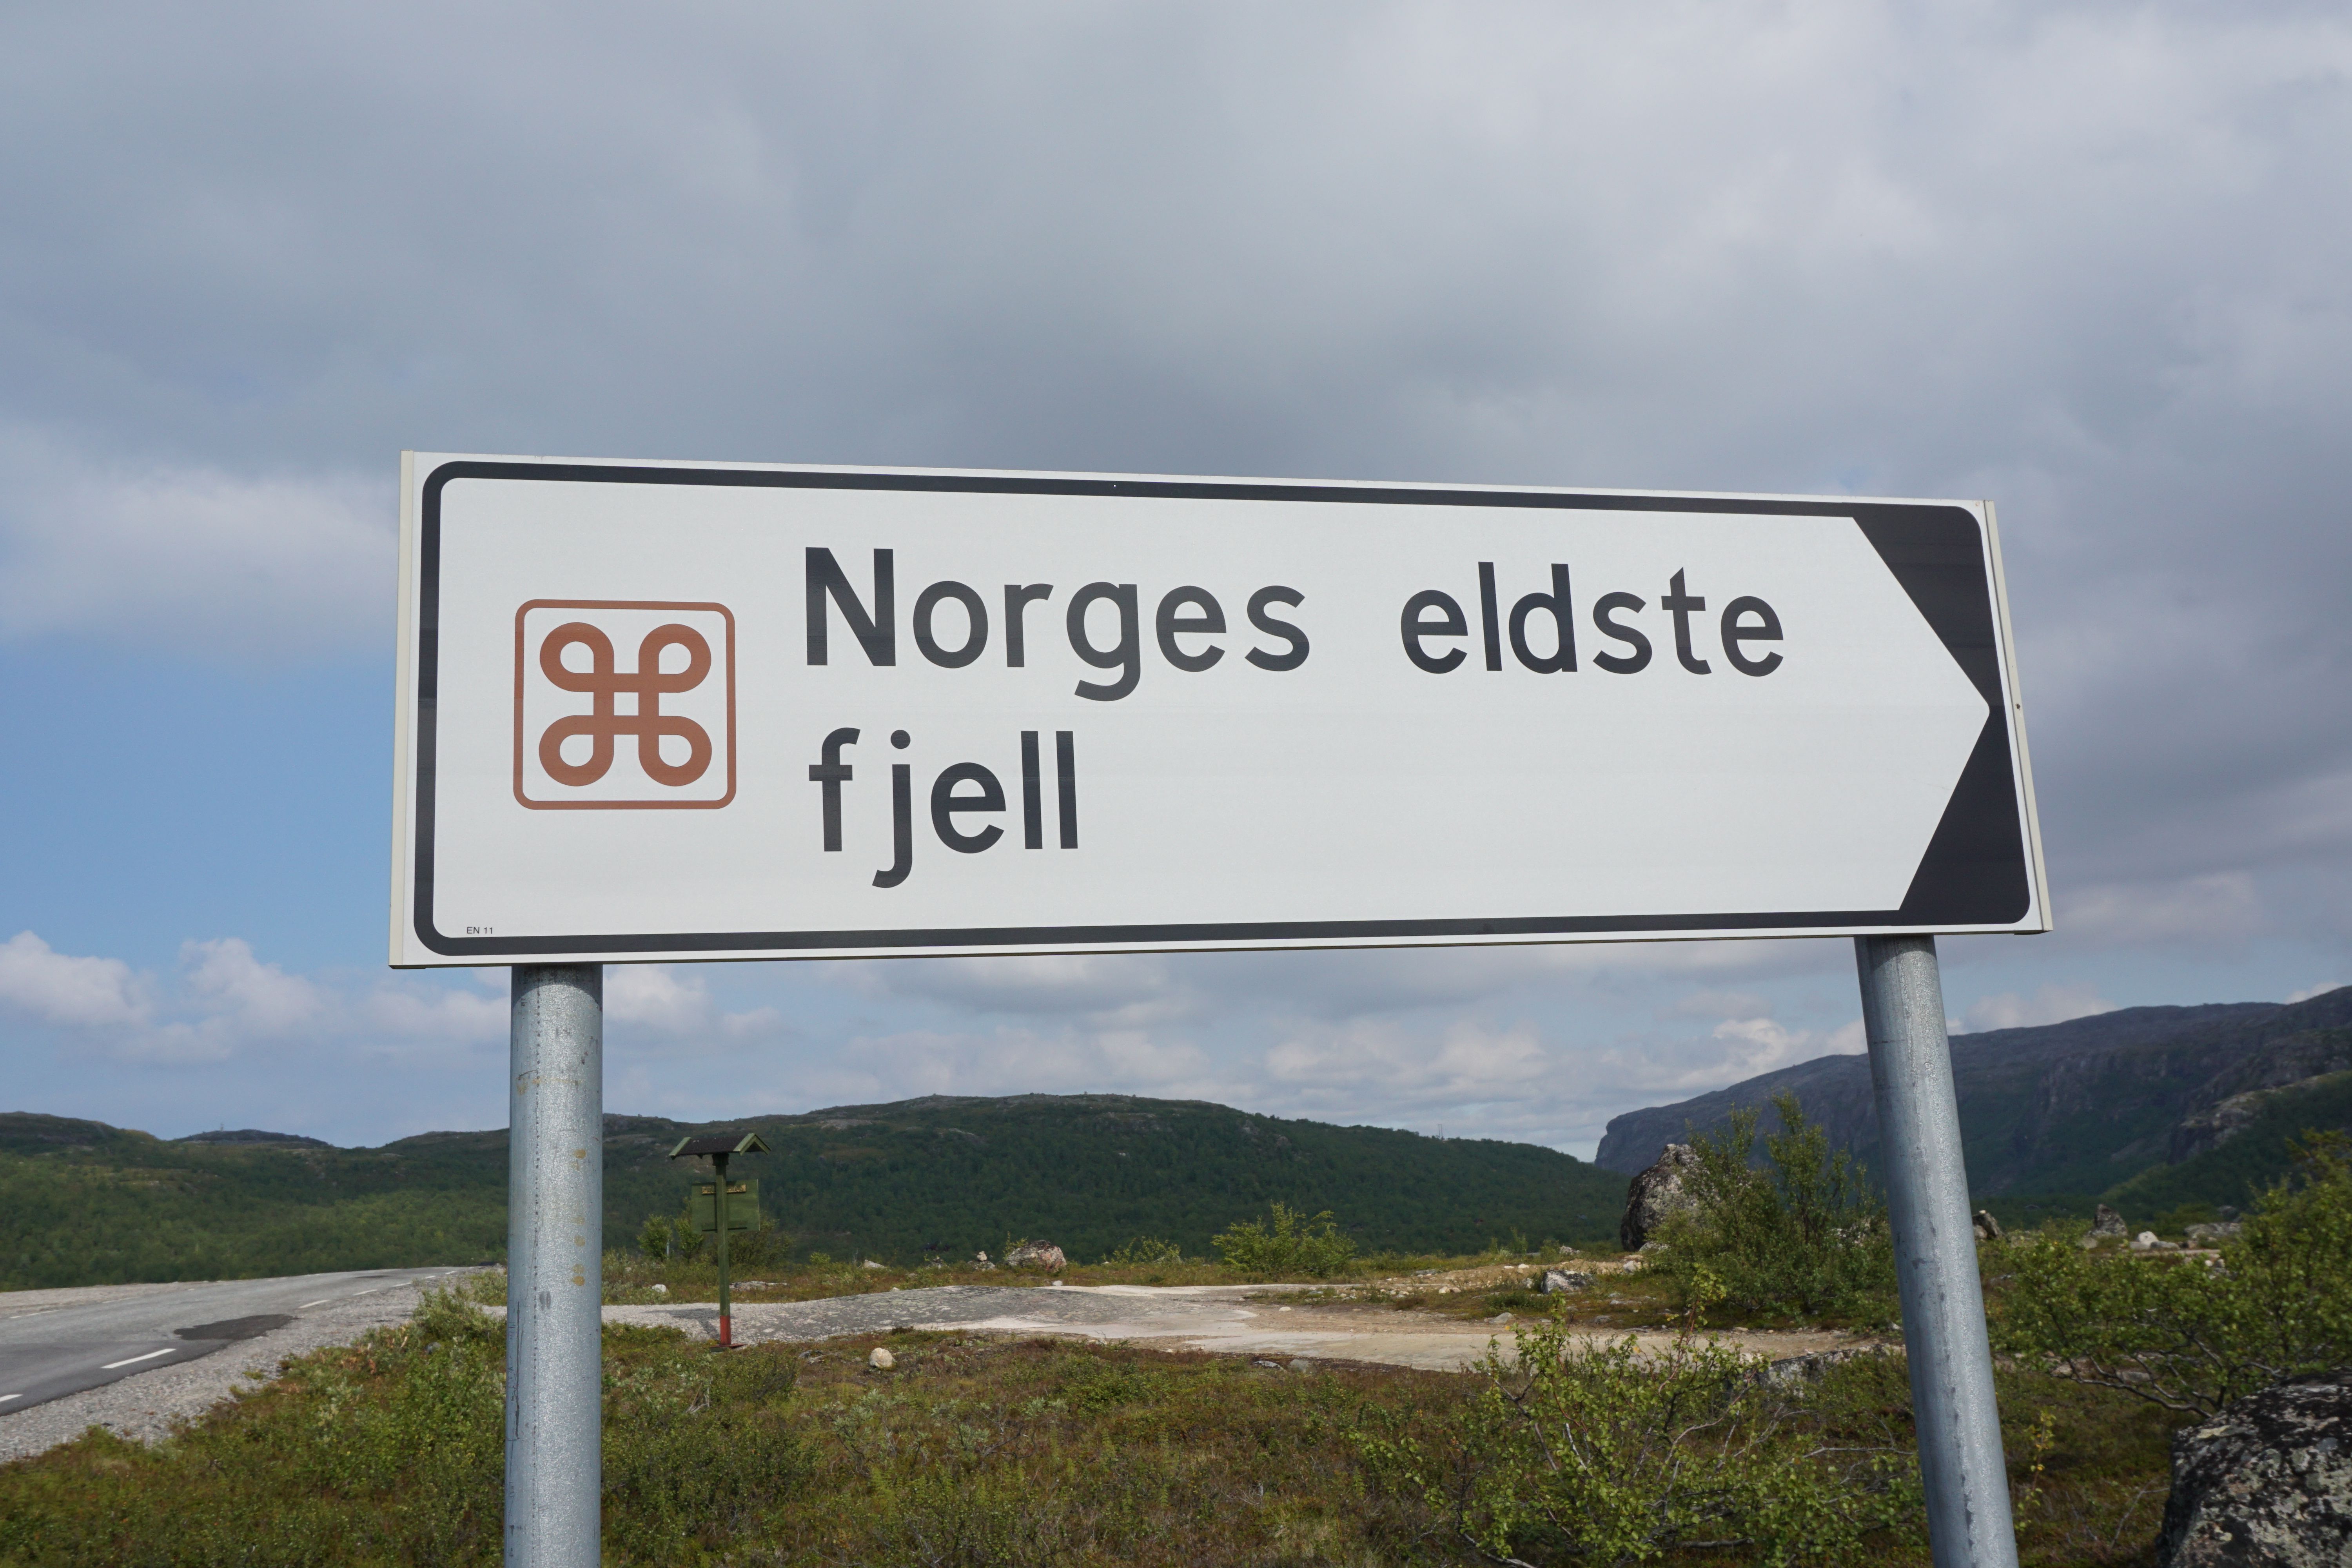 Norges eldste
fjell
EN 11